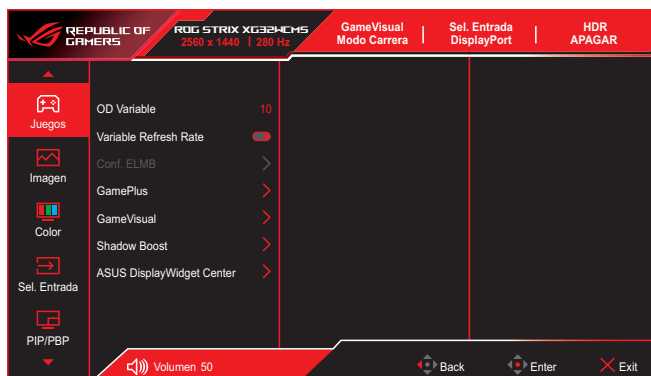 REPUBLIC OF
GAMERS
ROG STRIX XG32WCMS
2560 x 1440 | 280 Hz
GameVisual
Modo Carrera
Sel. Entrada
DisplayPort
HDR
APAGAR
Juegos
Imagen
Color
Sel. Entrada
PIP/PBP
OD Variable 10
Variable Refresh Rate
Conf. ELMB
GamePlus
GameVisual
Shadow Boost
ASUS DisplayWidget Center
Volumen 50
Back
Enter
Exit